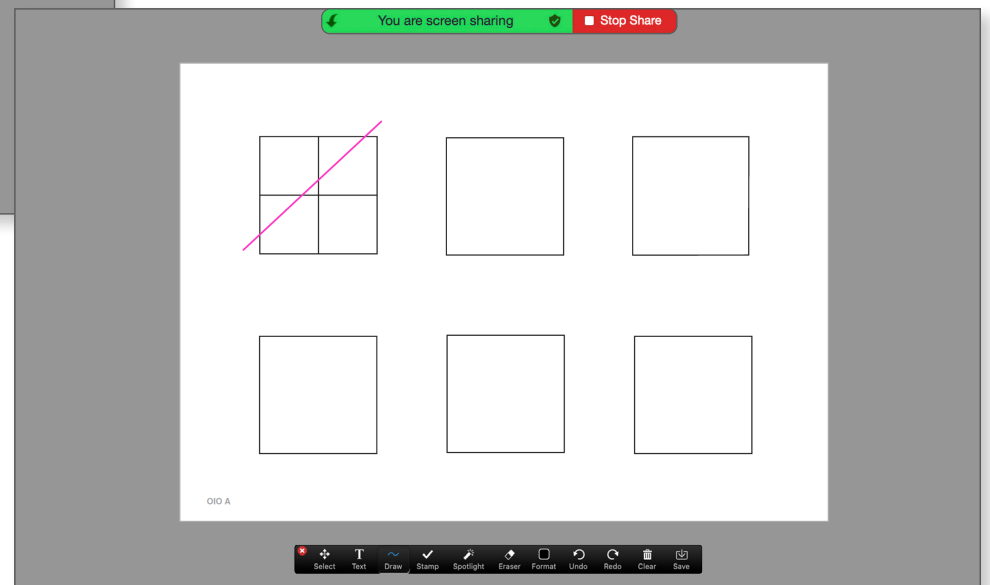 You are screen sharing Stop Share
OIO A
Select Text Draw Stamp Spotlight Eraser Format Undo Redo Clear Save